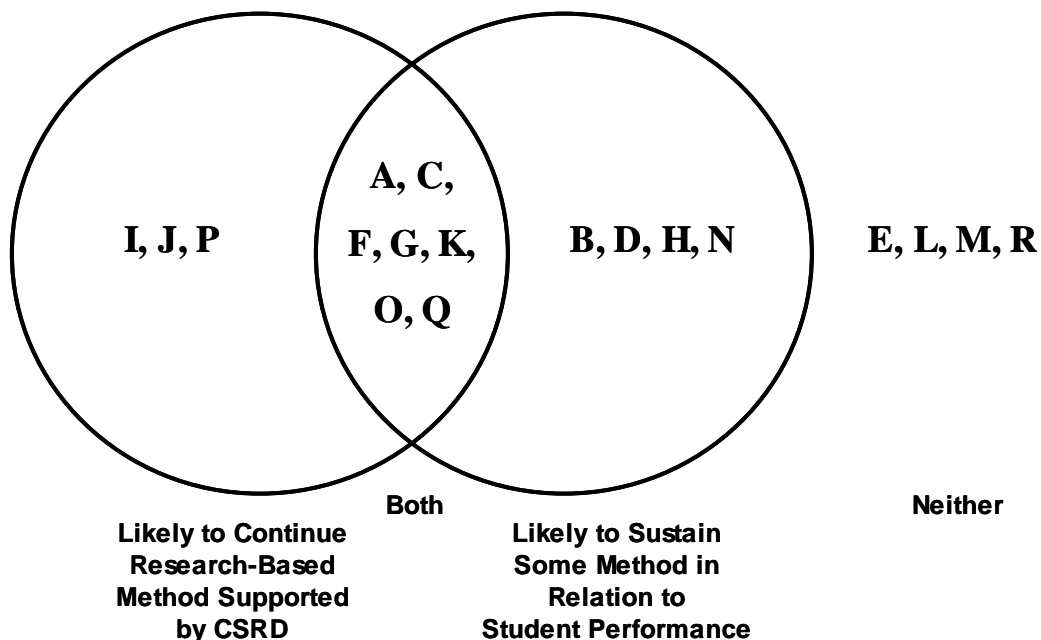 A, C,
I, J, P
F, G, K,
B, D, H, N
E, L, M, R
O, Q
Both
Neither
Likely to Continue
Research-Based
Method Supported
by CSRD
Likely to Sustain
Some Method in
Relation to
Student Performance